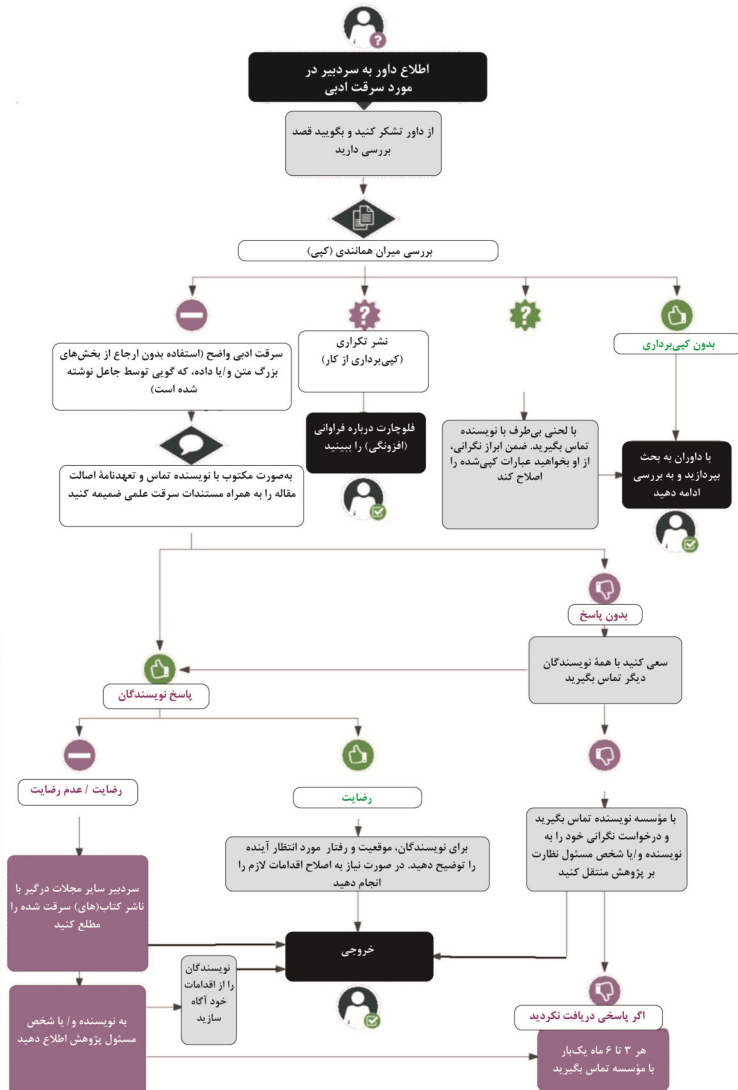 اطلاع داور به سردبیر در
مورد سرقت ادبی
از داور تشکر کنید و بگویید قصد
بررسی دارید
بررسی میران همانندی (کپی)
بدون کپی‌برداری
نشر تکراری
(کپی‌برداری از کار)
سرقت ادبی واضح (استفاده بدون ارجاع از بخش‌های
بزرگ متن و/یا داده، که گویی توسط جاعل نوشته
شده است)
با داوران به بحث
بپردازید و به بررسی
ادامه دهید
با لحنی بی‌طرف با نویسنده
تماس بگیرید. ضمن ابراز نگرانی،
از او بخواهید عبارات کپی‌شده را
اصلاح کند
فلوچارت درباره فراوانی
(افزونگی) را ببینید
به‌صورت مکتوب با نویسنده تماس و تعهدنامهٔ اصالت
مقاله را به همراه مستندات سرقت علمی ضمیمه کنید
بدون پاسخ
سعی کنید با همهٔ نویسندگان
دیگر تماس بگیرید
پاسخ نویسندگان
رضایت
رضایت / عدم رضایت
با مؤسسه نویسنده تماس بگیرید
و درخواست نگرانی خود را به
نویسنده و/یا شخص مسئول نظارت
بر پژوهش منتقل کنید
برای نویسندگان، موقعیت و رفتار مورد انتظار آینده
را توضیح دهید. در صورت نیاز به اصلاح اقدامات لازم را
انجام دهید
سردبیر سایر مجلات درگیر با
ناشر کتاب(های) سرقت شده را
مطلع کنید
خروجی
نویسندگان
را از اقدامات
خود آگاه
سازید
به نویسنده و/ یا شخص
مسئول پژوهش اطلاع دهید
اگر پاسخی دریافت نکردید
هر ۳ تا ۶ ماه یک‌بار
با مؤسسه تماس بگیرید